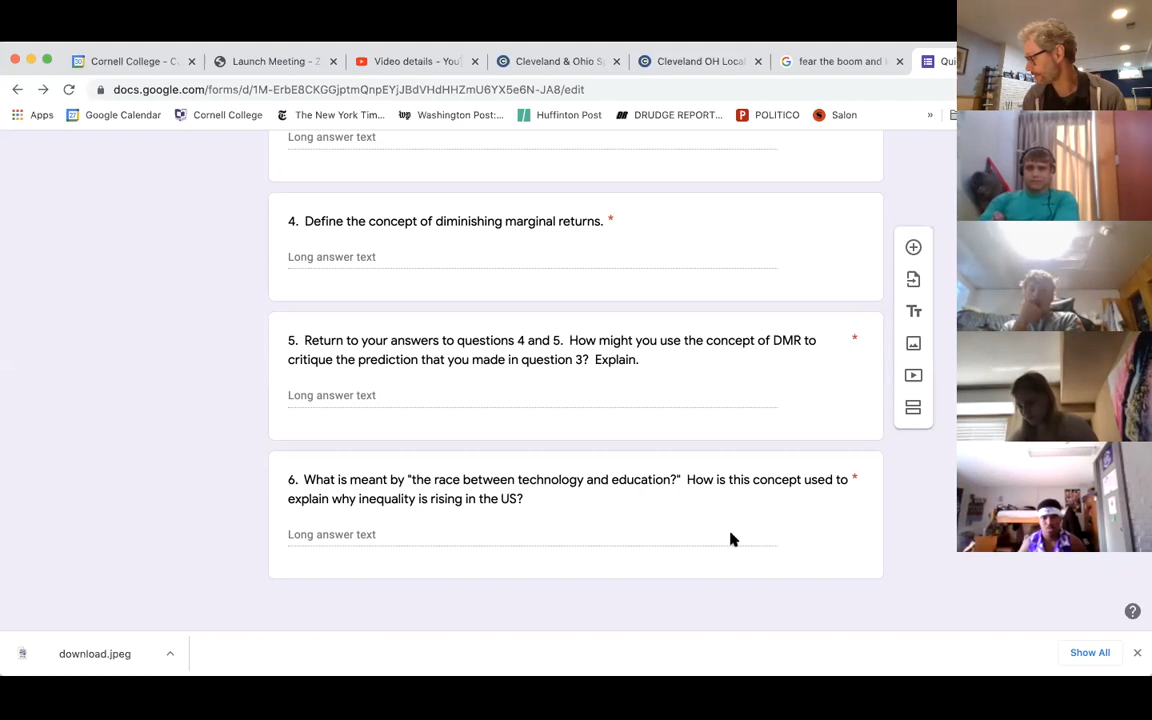 Cornell College - C
Launch Meeting - Z
Video details - You
Cleveland & Ohio S
Cleveland OH Local
fear the boom and
Qu
docs.google.com/forms/d/1M-ErbE8CKGGjptmQnpEYjJBdVHdHHZmU6YX5e6N-JA8/edit
Apps
Google Calendar
Cornell College
The New York Tim...
Washington Post:...
Huffinton Post
DRUDGE REPORT...
POLITICO
Salon
»
Long answer text
4. Define the concept of diminishing marginal returns. *
Long answer text
5. Return to your answers to questions 4 and 5. How might you use the concept of DMR to *
critique the prediction that you made in question 3? Explain.
Long answer text
6. What is meant by "the race between technology and education?" How is this concept used to *
explain why inequality is rising in the US?
Long answer text
download.jpeg
Show All